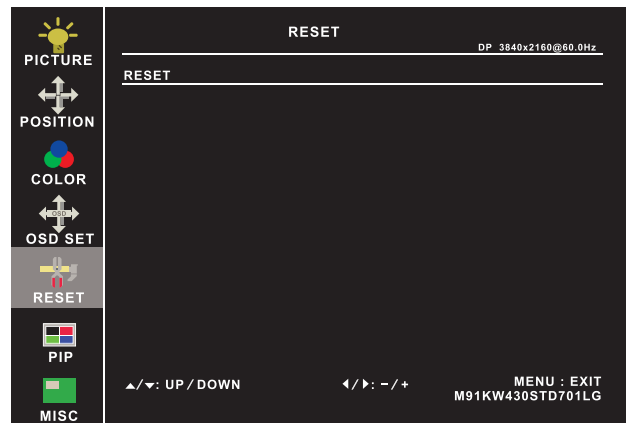 PICTURE
POSITION
COLOR
OSD
OSD SET
RESET
PIP
MISC
RESET
DP 3840x2160@60.0Hz
RESET
▲/▼: UP / DOWN
◀/▶: – / +
MENU : EXIT
M91KW430STD701LG